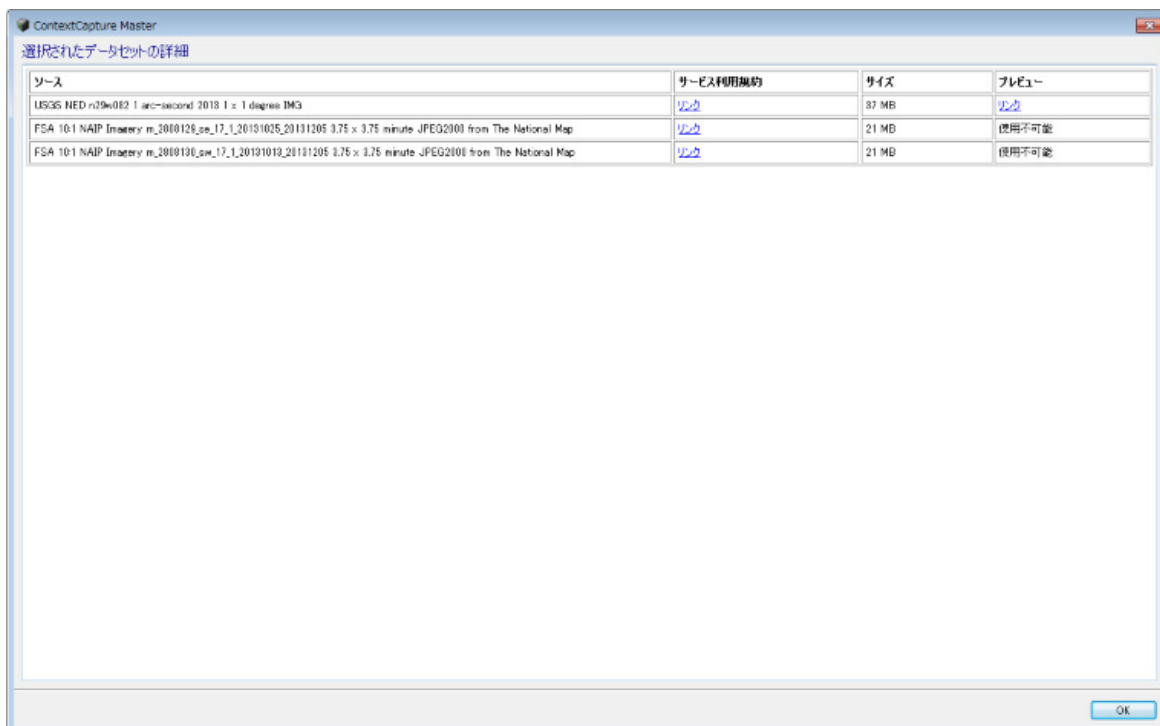 ContextCapture Master
選択されたデータセットの詳細
ソース サービス利用規約 サイズ プレビュー
USGS NED n29w082 1 arc-second 2013 1 x 1 degree IMG リンク 37 MB リンク
FSA 10:1 NAIP Imagery m_2808128_se_17_1_20131025_20131205 3.75 x 3.75 minute JPEG2000 from The National Map リンク 21 MB 使用不可能
FSA 10:1 NAIP Imagery m_2808130_sw_17_1_20131013_20131205 3.75 x 3.75 minute JPEG2000 from The National Map リンク 21 MB 使用不可能
OK